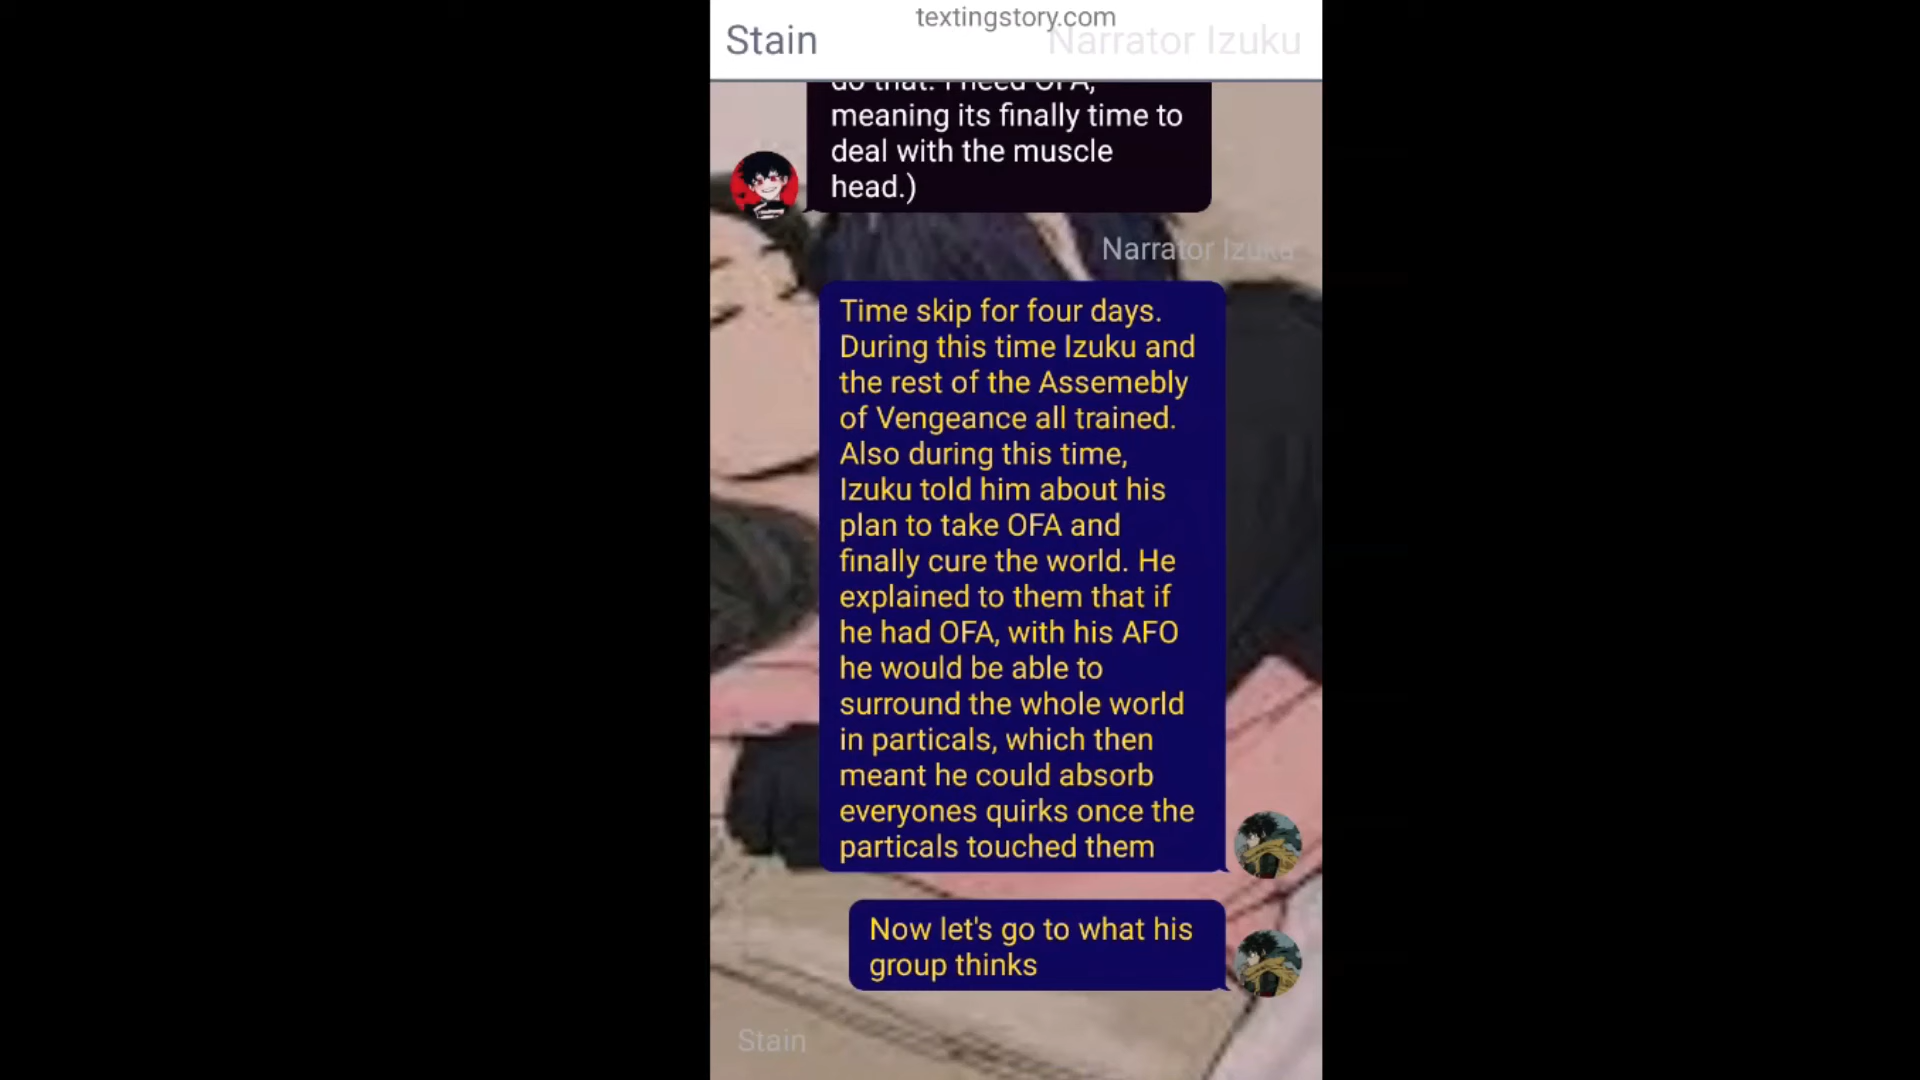 textingstory.com
Stain
Narrator Izuku
do that. I need OFA,
meaning its finally time to
deal with the muscle
head.)
Narrator Izuku
Time skip for four days.
During this time Izuku and
the rest of the Assemebly
of Vengeance all trained.
Also during this time,
Izuku told him about his
plan to take OFA and
finally cure the world. He
explained to them that if
he had OFA, with his AFO
he would be able to
surround the whole world
in particals, which then
meant he could absorb
everyones quirks once the
particals touched them
Now let's go to what his
group thinks
Stain